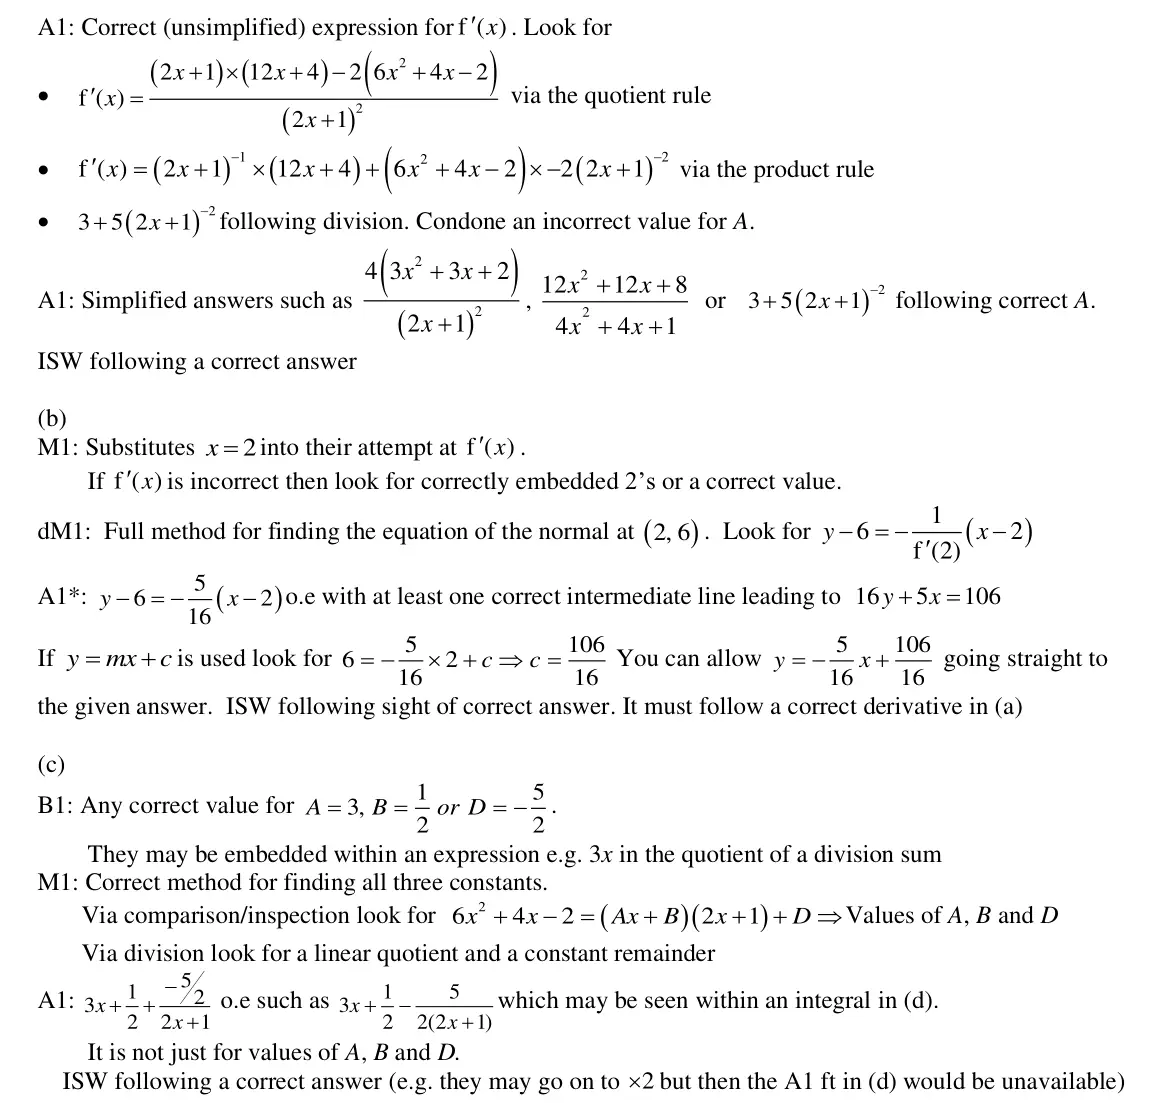 A1: Correct (unsimplified) expression for f ′(x). Look for
• f ′(x) = ((2x+1)×(12x+4)−2(6x²+4x−2))/((2x+1)²) via the quotient rule
• f ′(x) = (2x+1)⁻¹×(12x+4)+(6x²+4x−2)×−2(2x+1)⁻² via the product rule
• 3+5(2x+1)⁻² following division. Condone an incorrect value for A.
A1: Simplified answers such as (4(3x²+3x+2))/((2x+1)²), (12x²+12x+8)/(4x²+4x+1) or 3+5(2x+1)⁻² following correct A.
ISW following a correct answer
(b)
M1: Substitutes x=2 into their attempt at f ′(x).
If f ′(x) is incorrect then look for correctly embedded 2’s or a correct value.
dM1: Full method for finding the equation of the normal at (2, 6). Look for y−6=−1/(f ′(2))(x−2)
A1*: y−6=−5/16(x−2) o.e with at least one correct intermediate line leading to 16y+5x=106
If y=mx+c is used look for 6=−5/16×2+c⇒c=106/16 You can allow y=−5/16x+106/16 going straight to
the given answer. ISW following sight of correct answer. It must follow a correct derivative in (a)
(c)
B1: Any correct value for A=3, B=1/2 or D=−5/2.
They may be embedded within an expression e.g. 3x in the quotient of a division sum
M1: Correct method for finding all three constants.
Via comparison/inspection look for 6x²+4x−2=(Ax+B)(2x+1)+D⇒Values of A, B and D
Via division look for a linear quotient and a constant remainder
A1: 3x+1/2+(−5/2)/(2x+1) o.e such as 3x+1/2−5/(2(2x+1)) which may be seen within an integral in (d).
It is not just for values of A, B and D.
ISW following a correct answer (e.g. they may go on to ×2 but then the A1 ft in (d) would be unavailable)